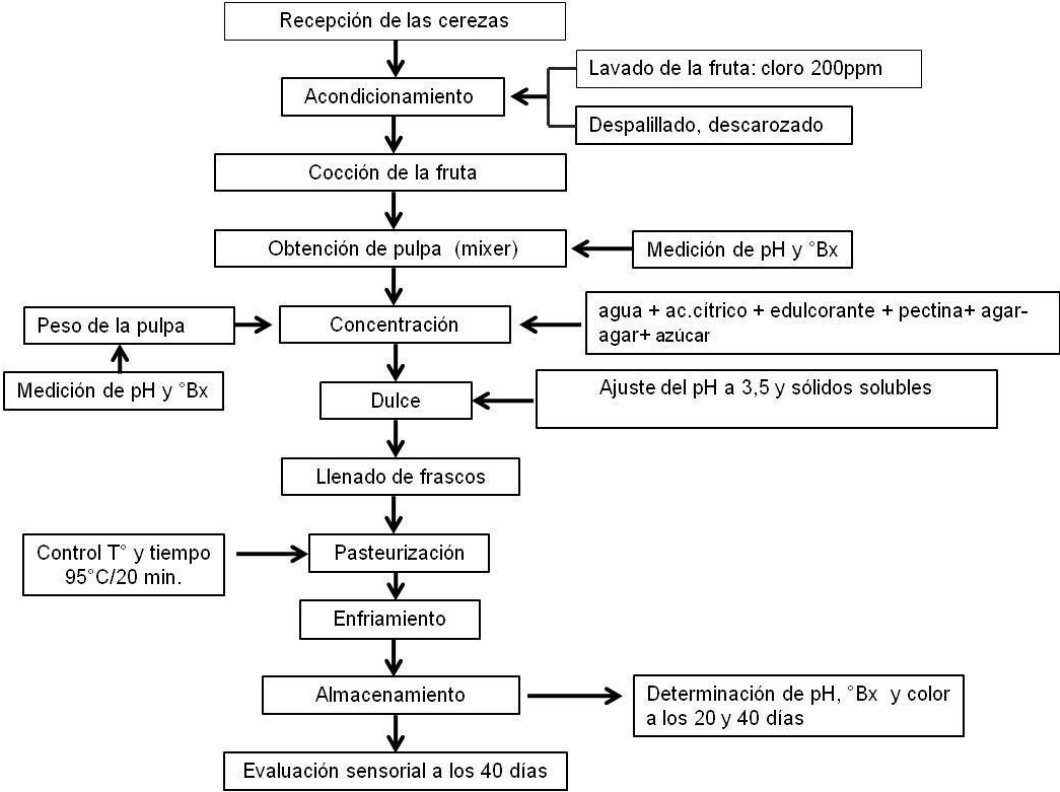 Recepción de las cerezas
Lavado de la fruta: cloro 200ppm
Acondicionamiento
Despalillado, descarozado
Cocción de la fruta
Obtención de pulpa (mixer)
Medición de pH y °Bx
Peso de la pulpa
Concentración
agua + ac.cítrico + edulcorante + pectina+ agar-
agar+ azúcar
Medición de pH y °Bx
Dulce
Ajuste del pH a 3,5 y sólidos solubles
Llenado de frascos
Control T° y tiempo
95°C/20 min.
Pasteurización
Enfriamiento
Almacenamiento
Determinación de pH, °Bx y color
a los 20 y 40 días
Evaluación sensorial a los 40 días